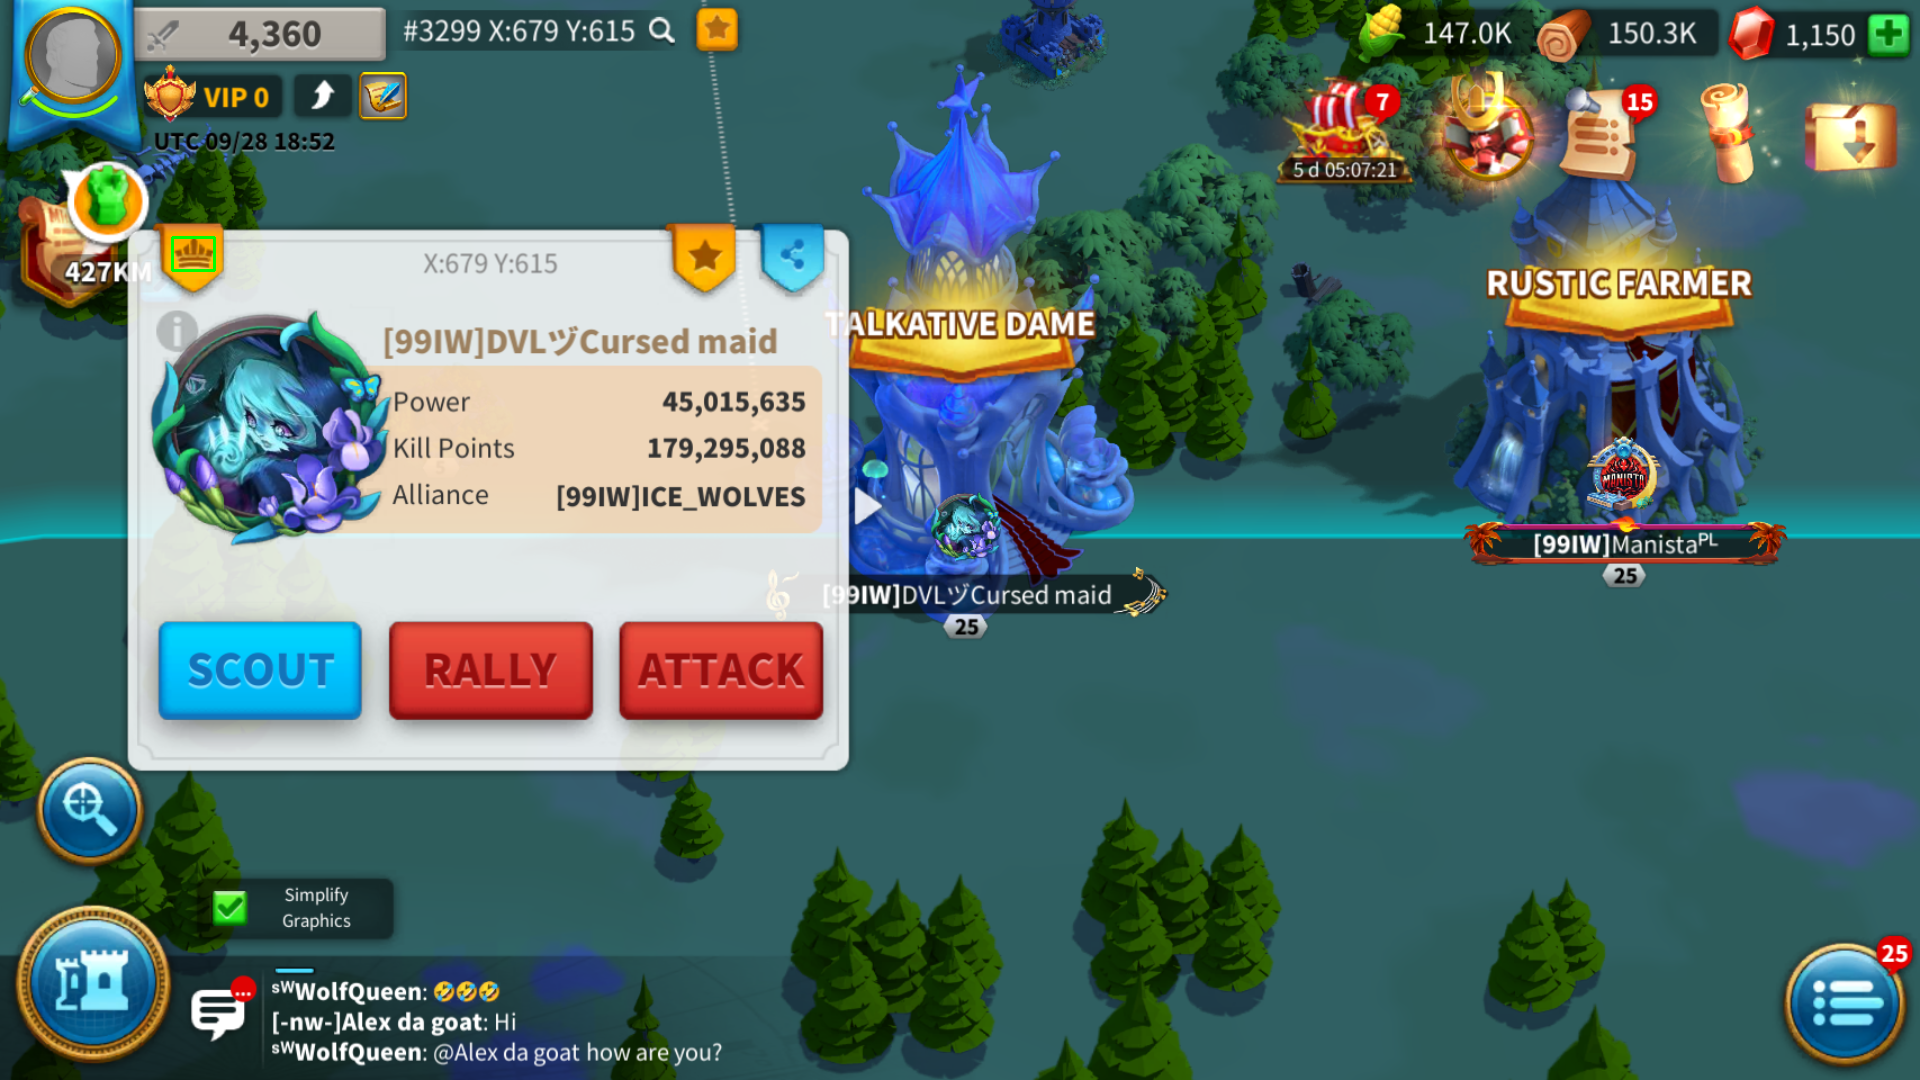 4,360
#3299 X:679 Y:615
147.0K
150.3K
1,150
VIP 0
UTC 09/28 18:52
7
5 d 05:07:21
15
427KM
X:679 Y:615
[99IW]DVLヅCursed maid
Power 45,015,635
Kill Points 179,295,088
Alliance [99IW]ICE_WOLVES
SCOUT
RALLY
ATTACK
TALKATIVE DAME
RUSTIC FARMER
MANISTA
[99IW]Manistaᴾᴸ
25
[99IW]DVLヅCursed maid
25
Simplify
Graphics
25
ˢᵂWolfQueen: 🤣🤣🤣
[-nw-]Alex da goat: Hi
ˢᵂWolfQueen: @Alex da goat how are you?